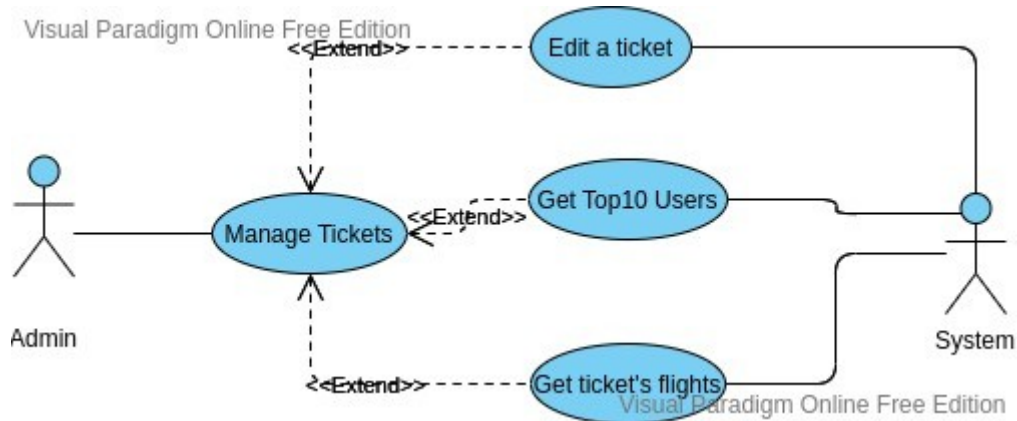 Visual Paradigm Online Free Edition
<<Extend>>
Edit a ticket
<<Extend>>
Get Top10 Users
Manage Tickets
Admin
System
<<Extend>>
Get ticket's flights
Visual Paradigm Online Free Edition